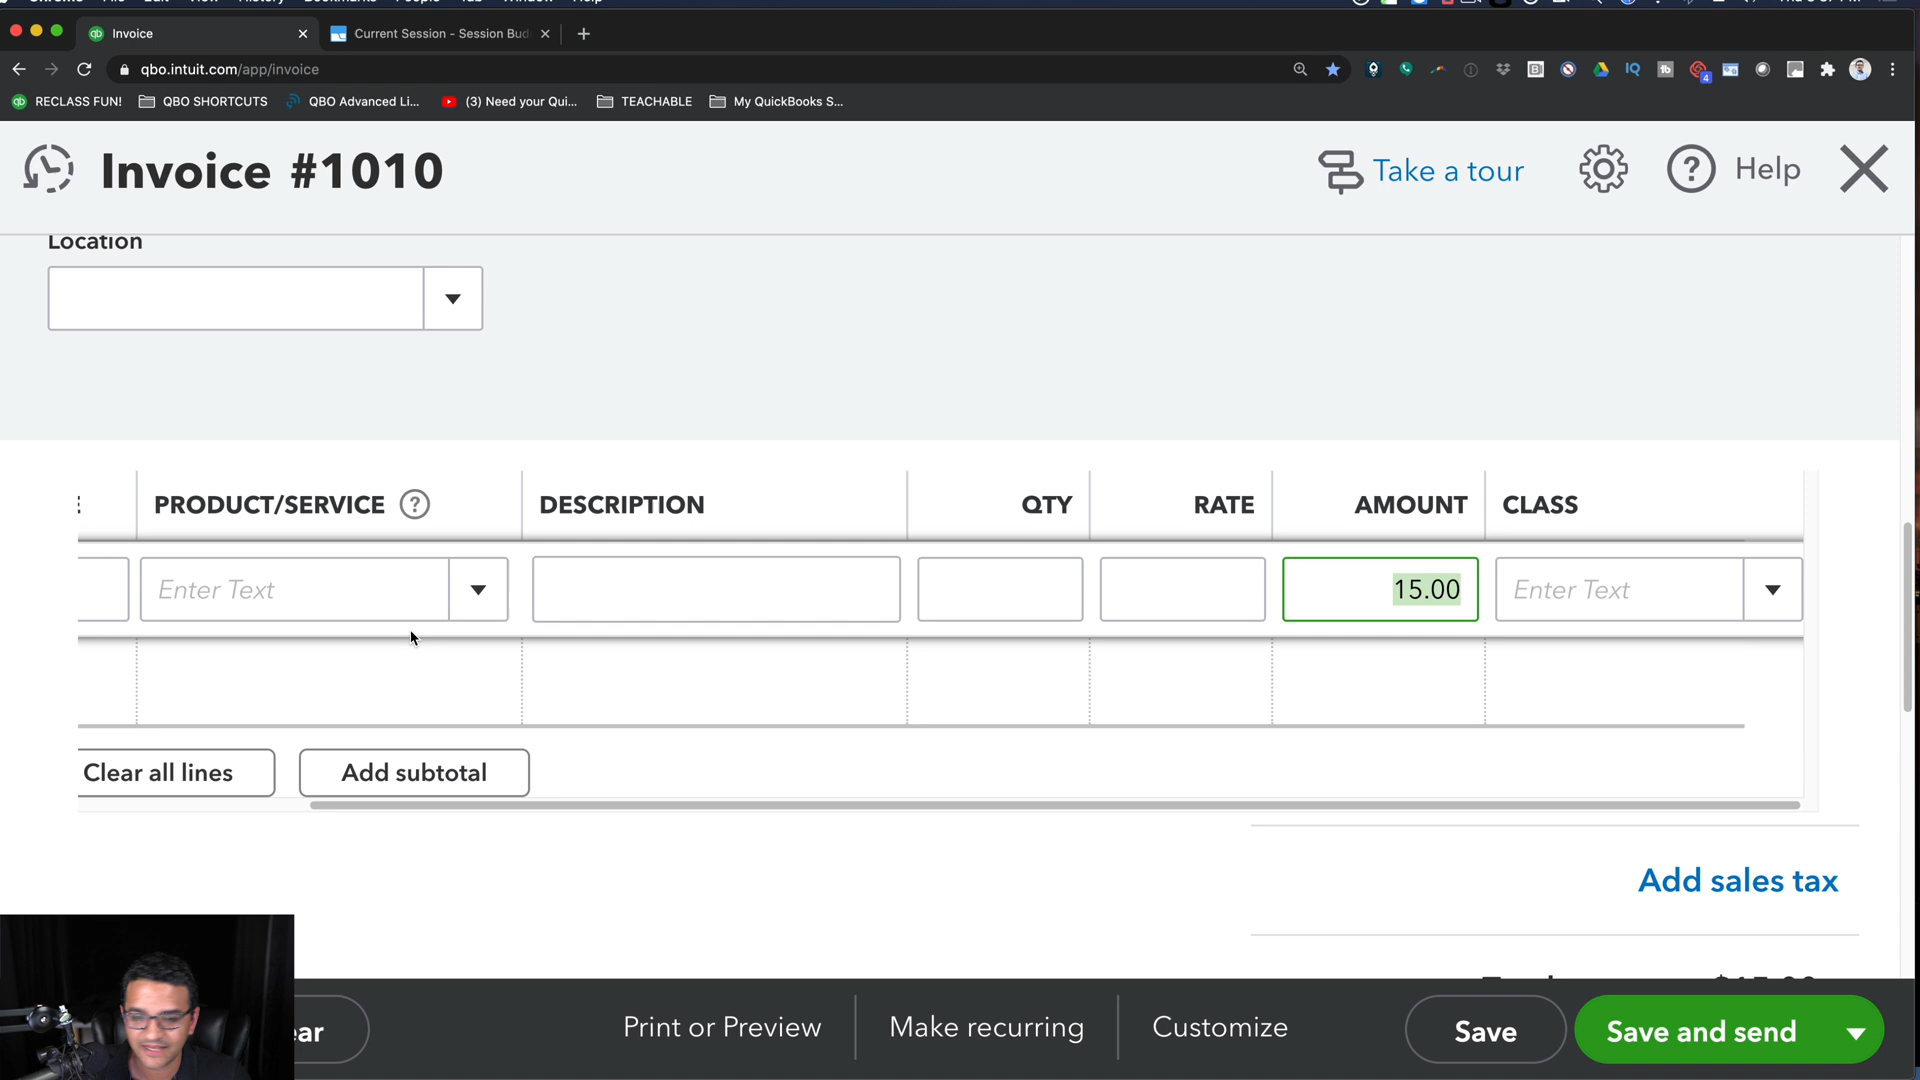 Invoice
Current Session - Session Bud
qbo.intuit.com/app/invoice
4
RECLASS FUN!
QBO SHORTCUTS
QBO Advanced Li...
(3) Need your Qui...
TEACHABLE
My QuickBooks S...
Invoice #1010
Take a tour
Help
Location
PRODUCT/SERVICE
DESCRIPTION
QTY
RATE
AMOUNT
CLASS
Enter Text
15.00
Enter Text
Clear all lines
Add subtotal
Add sales tax
ear
Print or Preview
Make recurring
Customize
Save
Save and send